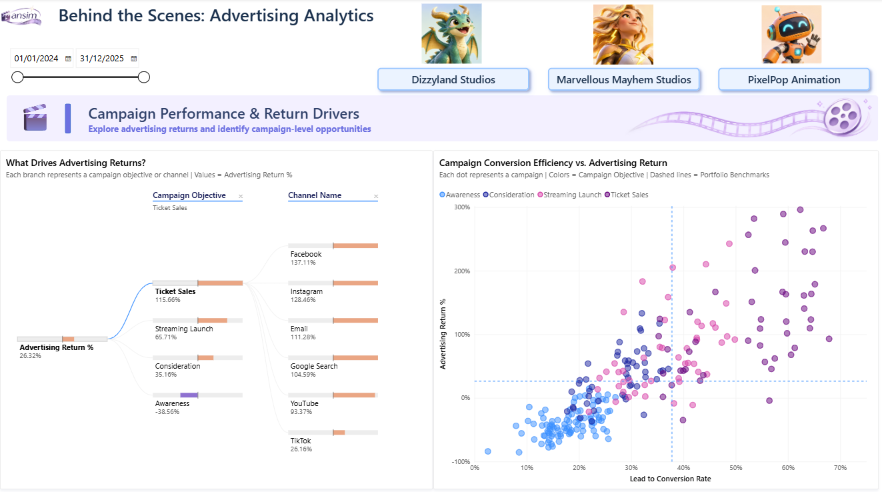 ansim
Behind the Scenes: Advertising Analytics
01/01/2024
31/12/2025
Dizzyland Studios
Marvellous Mayhem Studios
PixelPop Animation
Campaign Performance & Return Drivers
Explore advertising returns and identify campaign-level opportunities
What Drives Advertising Returns?
Each branch represents a campaign objective or channel | Values = Advertising Return %
Campaign Objective
Channel Name
Ticket Sales
Advertising Return %
26.32%
Ticket Sales
115.66%
Streaming Launch
65.71%
Consideration
35.16%
Awareness
-38.56%
Facebook
137.11%
Instagram
128.46%
Email
111.28%
Google Search
104.59%
YouTube
93.37%
TikTok
26.16%
Campaign Conversion Efficiency vs. Advertising Return
Each dot represents a campaign | Colors = Campaign Objective | Dashed lines = Portfolio Benchmarks
Awareness Consideration Streaming Launch Ticket Sales
Advertising Return %
300%
200%
100%
0%
-100%
0% 10% 20% 30% 40% 50% 60% 70%
Lead to Conversion Rate